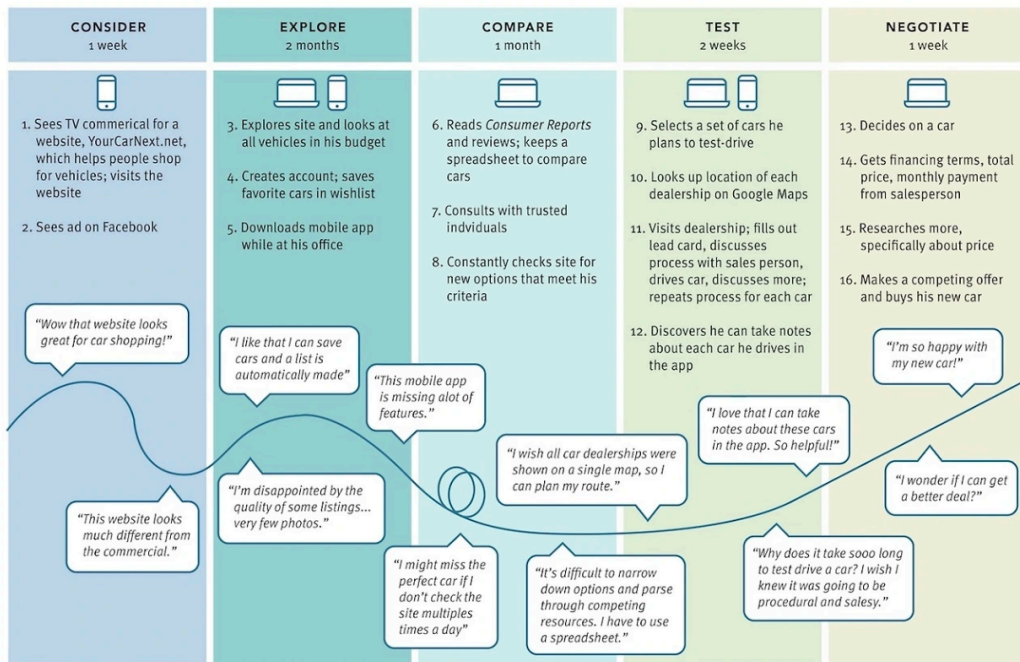 CONSIDER
1 week
EXPLORE
2 months
COMPARE
1 month
TEST
2 weeks
NEGOTIATE
1 week
1. Sees TV commerical for a
website, YourCarNext.net,
which helps people shop
for vehicles; visits the
website
2. Sees ad on Facebook
3. Explores site and looks at
all vehicles in his budget
4. Creates account; saves
favorite cars in wishlist
5. Downloads mobile app
while at his office
6. Reads Consumer Reports
and reviews; keeps a
spreadsheet to compare
cars
7. Consults with trusted
indviduals
8. Constantly checks site for
new options that meet his
criteria
9. Selects a set of cars he
plans to test-drive
10. Looks up location of each
dealership on Google Maps
11. Visits dealership; fills out
lead card, discusses
process with sales person,
drives car, discusses more;
repeats process for each car
12. Discovers he can take notes
about each car he drives in
the app
13. Decides on a car
14. Gets financing terms, total
price, monthly payment
from salesperson
15. Researches more,
specifically about price
16. Makes a competing offer
and buys his new car
“Wow that website looks
great for car shopping!”
“This website looks
much different from
the commercial.”
“I like that I can save
cars and a list is
automatically made”
“I’m disappointed by the
quality of some listings...
very few photos.”
“This mobile app
is missing alot of
features.”
“I might miss the
perfect car if I
don’t check the
site multiples
times a day”
“I wish all car dealerships were
shown on a single map, so I
can plan my route.”
“It’s difficult to narrow
down options and parse
through competing
resources. I have to use
a spreadsheet.”
“I love that I can take
notes about these cars
in the app. So helpful!”
“Why does it take sooo long
to test drive a car? I wish I
knew it was going to be
procedural and salesy.”
“I’m so happy with
my new car!”
“I wonder if I can get
a better deal?”